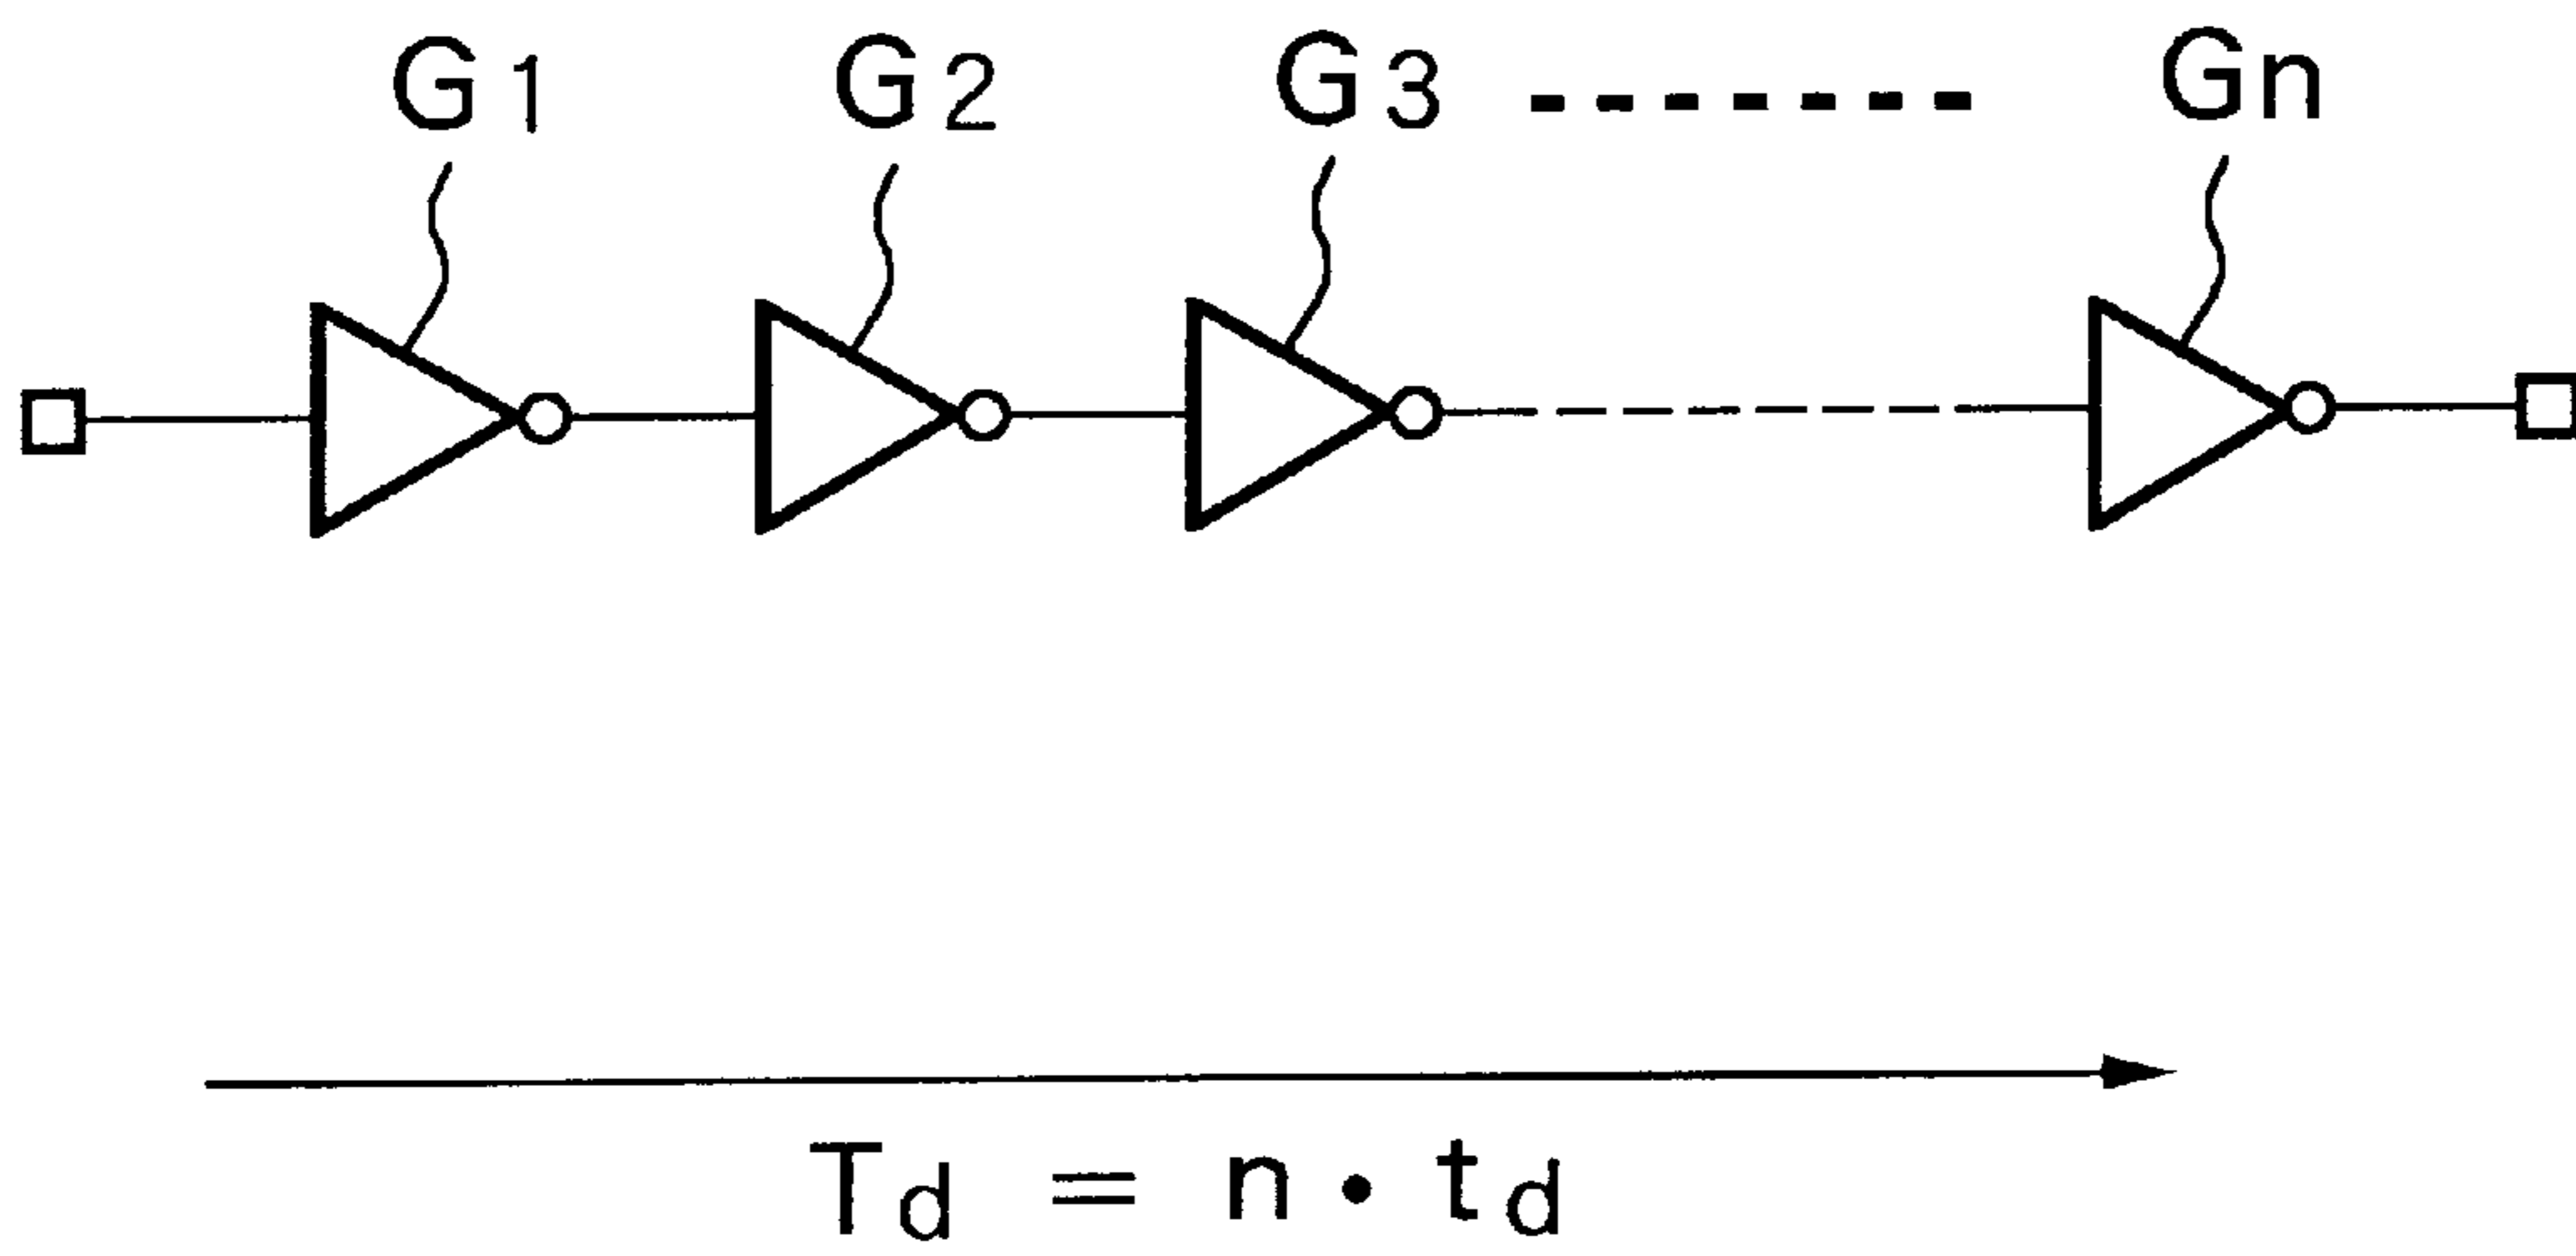 G1 G2 G3 ------- Gn
Td = n • td